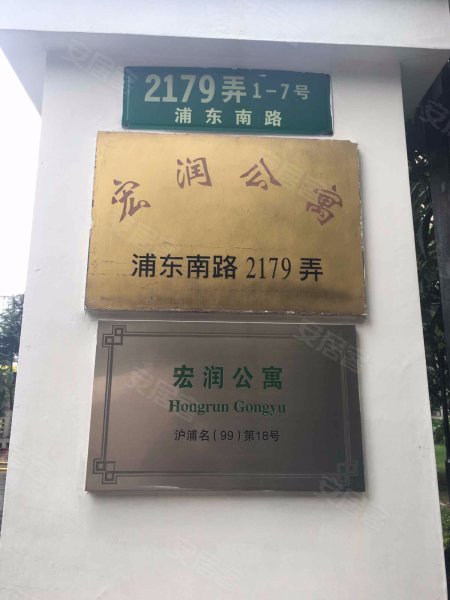 2179弄1-7号
浦东南路
宏润公寓
浦东南路2179弄
宏润公寓
Hongrun Gongyu
沪浦名(99)第18号